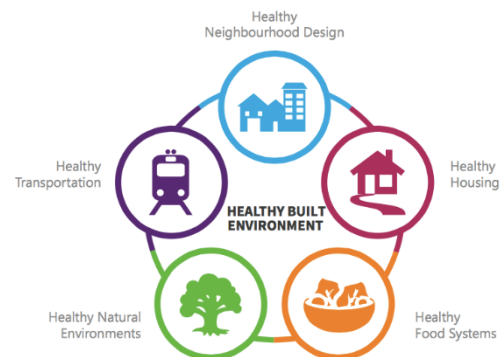 Healthy
Neighbourhood Design
Healthy
Transportation
Healthy
Housing
HEALTHY BUILT
ENVIRONMENT
Healthy Natural
Environments
Healthy
Food Systems